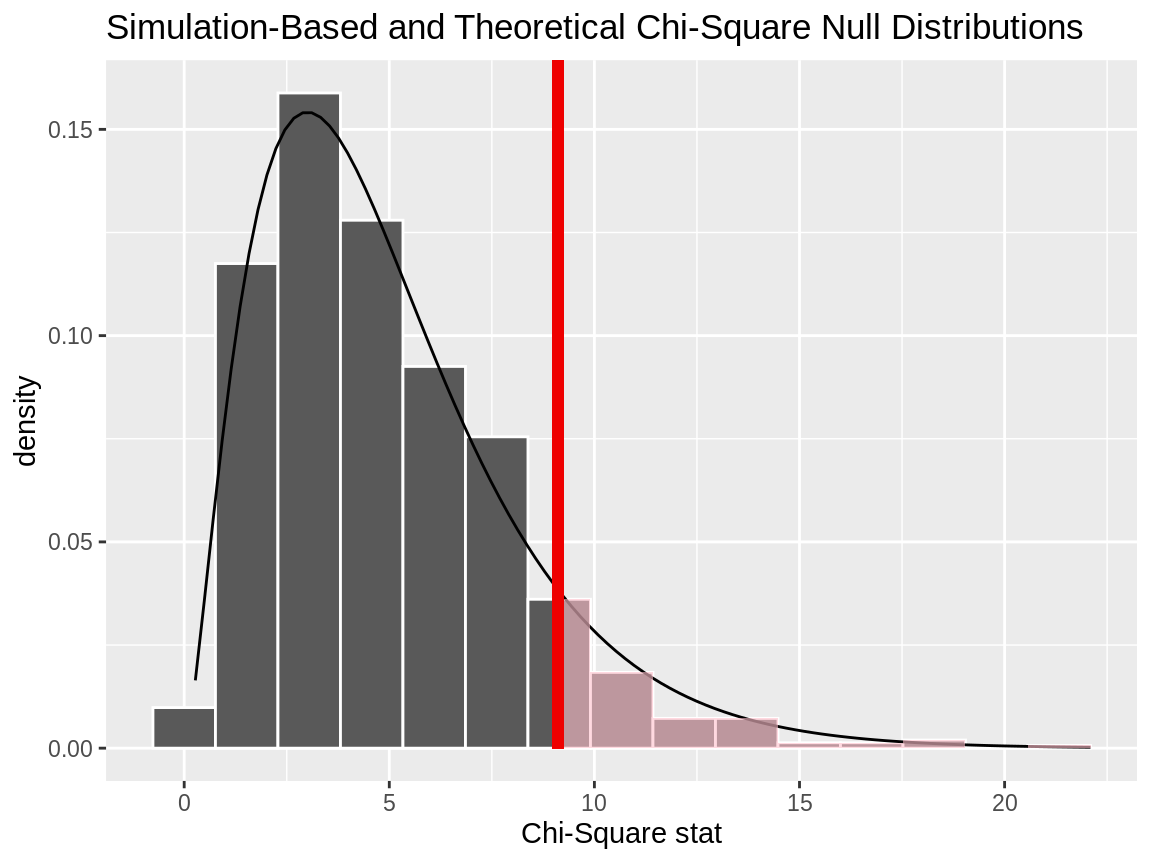 Simulation-Based and Theoretical Chi-Square Null Distributions
density
0.15
0.10
0.05
0.00
0 5 10 15 20
Chi-Square stat